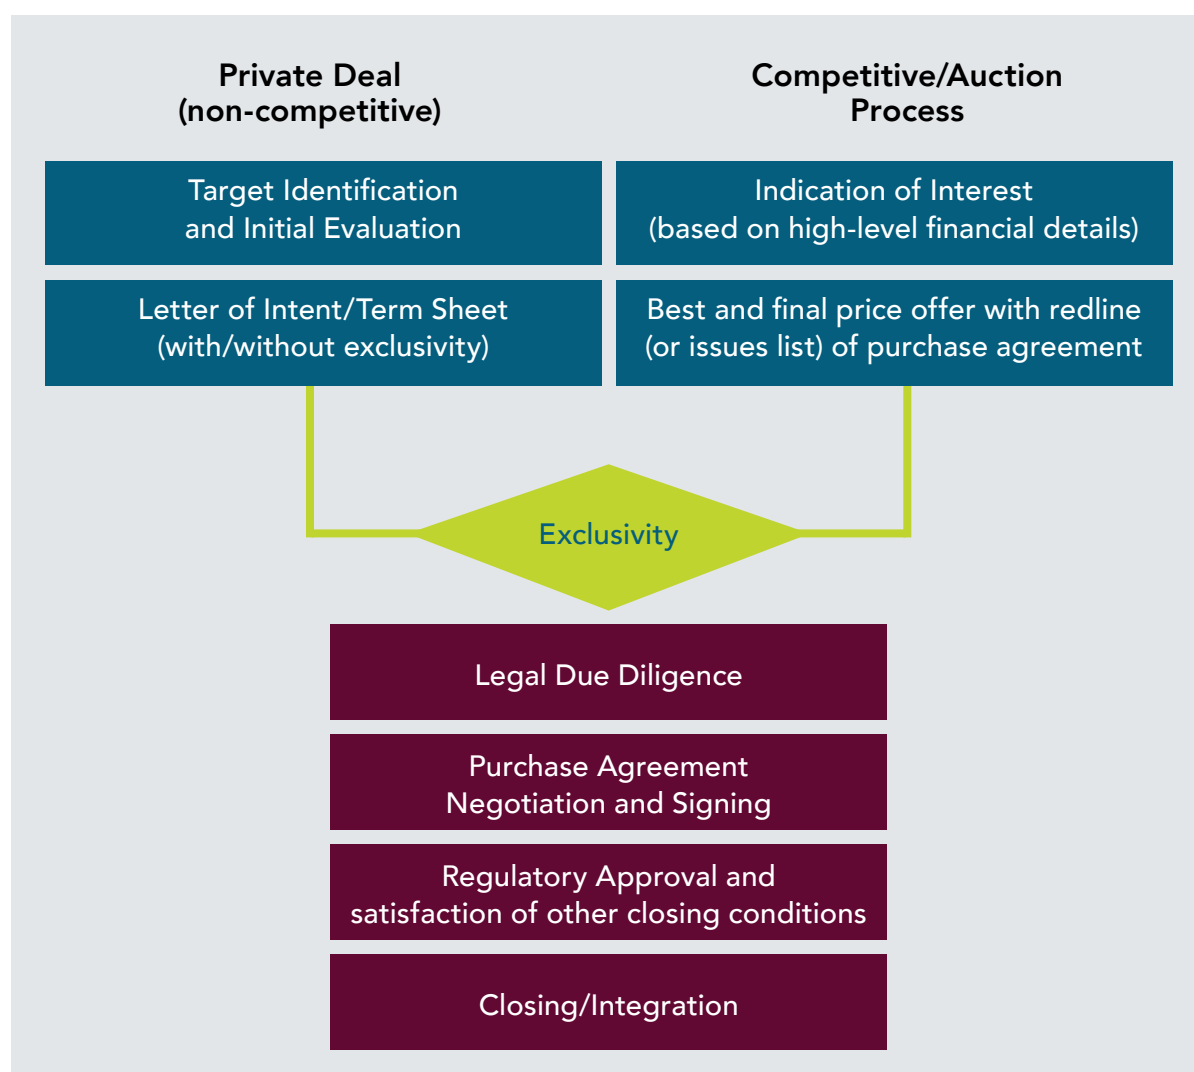 Private Deal
(non-competitive)
Competitive/Auction
Process
Target Identification
and Initial Evaluation
Indication of Interest
(based on high-level financial details)
Letter of Intent/Term Sheet
(with/without exclusivity)
Best and final price offer with redline
(or issues list) of purchase agreement
Exclusivity
Legal Due Diligence
Purchase Agreement
Negotiation and Signing
Regulatory Approval and
satisfaction of other closing conditions
Closing/Integration